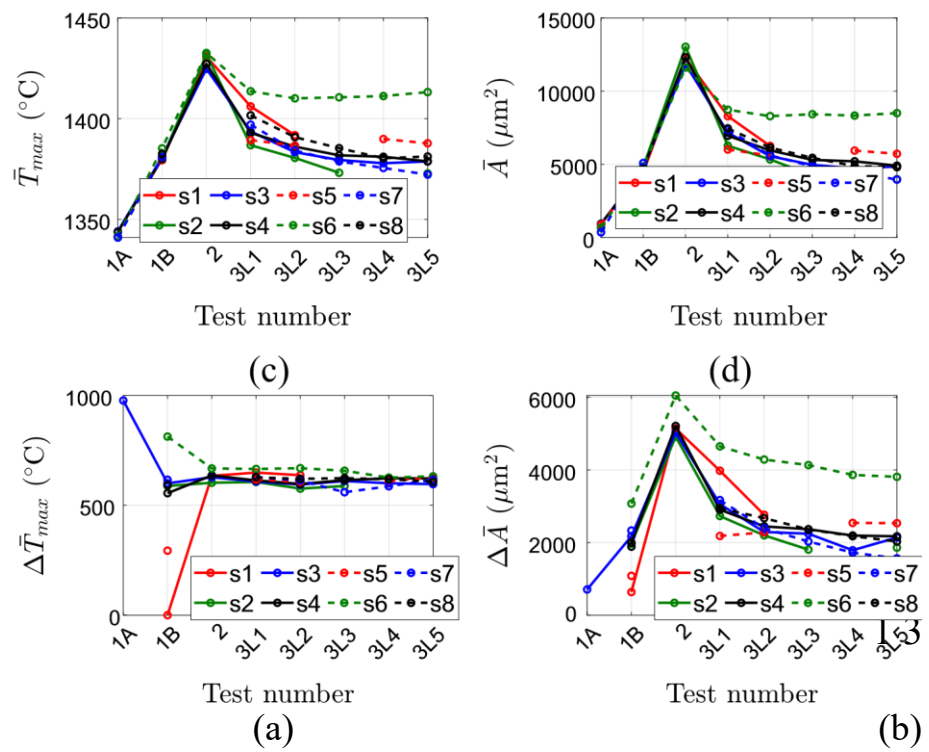 1450
1400
1350
T̄max (°C)
s1 s3 s5 s7
s2 s4 s6 s8
1A 1B 2 3L1 3L2 3L3 3L4 3L5
Test number
(c)
15000
10000
5000
0
Ā (μm²)
s1 s3 s5 s7
s2 s4 s6 s8
1A 1B 2 3L1 3L2 3L3 3L4 3L5
Test number
(d)
1000
500
0
ΔT̄max (°C)
s1 s3 s5 s7
s2 s4 s6 s8
1A 1B 2 3L1 3L2 3L3 3L4 3L5
Test number
(a)
6000
4000
2000
0
ΔĀ (μm²)
s1 s3 s5 s7
s2 s4 s6 s8
1A 1B 2 3L1 3L2 3L3 3L4 3L5
Test number
(b)